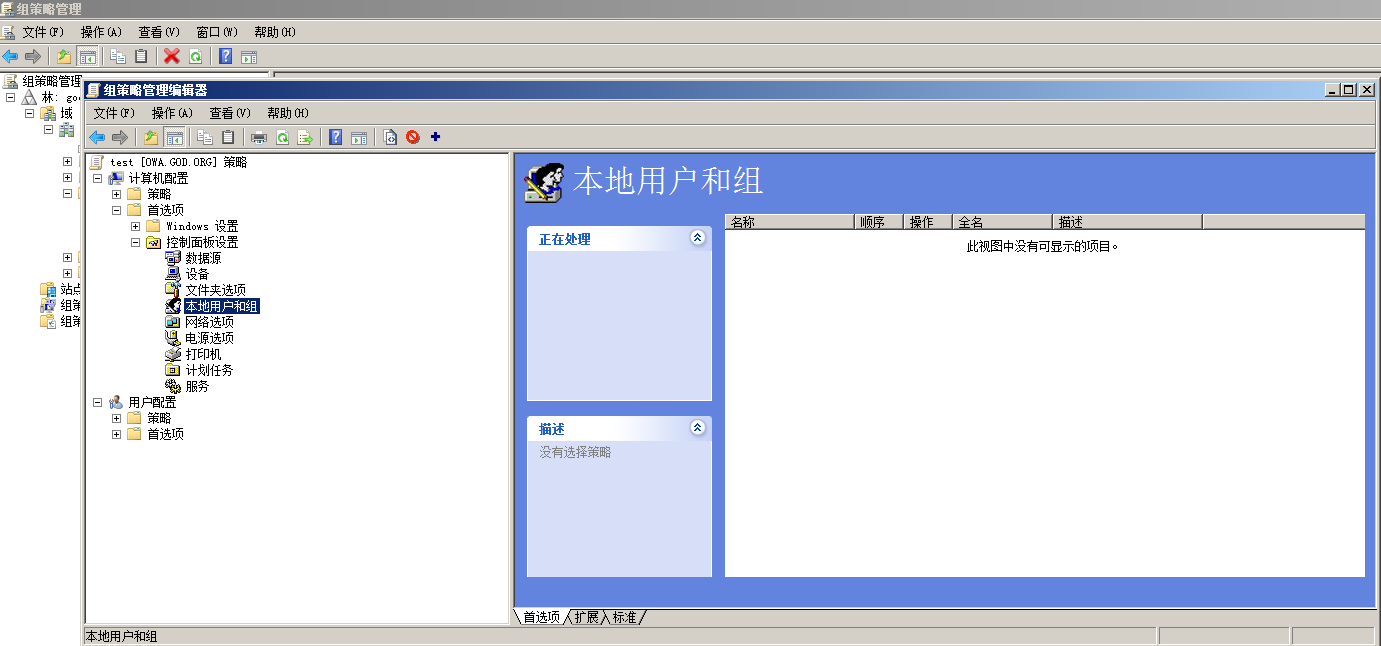 组策略管理
文件(F) 操作(A) 查看(V) 窗口(W) 帮助(H)
组策略管理
林: go
域
站点
组策
组策
组策略管理编辑器
文件(F) 操作(A) 查看(V) 帮助(H)
test [OWA.GOD.ORG] 策略
计算机配置
策略
首选项
Windows 设置
控制面板设置
数据源
设备
文件夹选项
本地用户和组
网络选项
电源选项
打印机
计划任务
服务
用户配置
策略
首选项
本地用户和组
正在处理
描述
没有选择策略
名称 顺序 操作 全名 描述
此视图中没有可显示的项目。
首选项 扩展 标准
本地用户和组